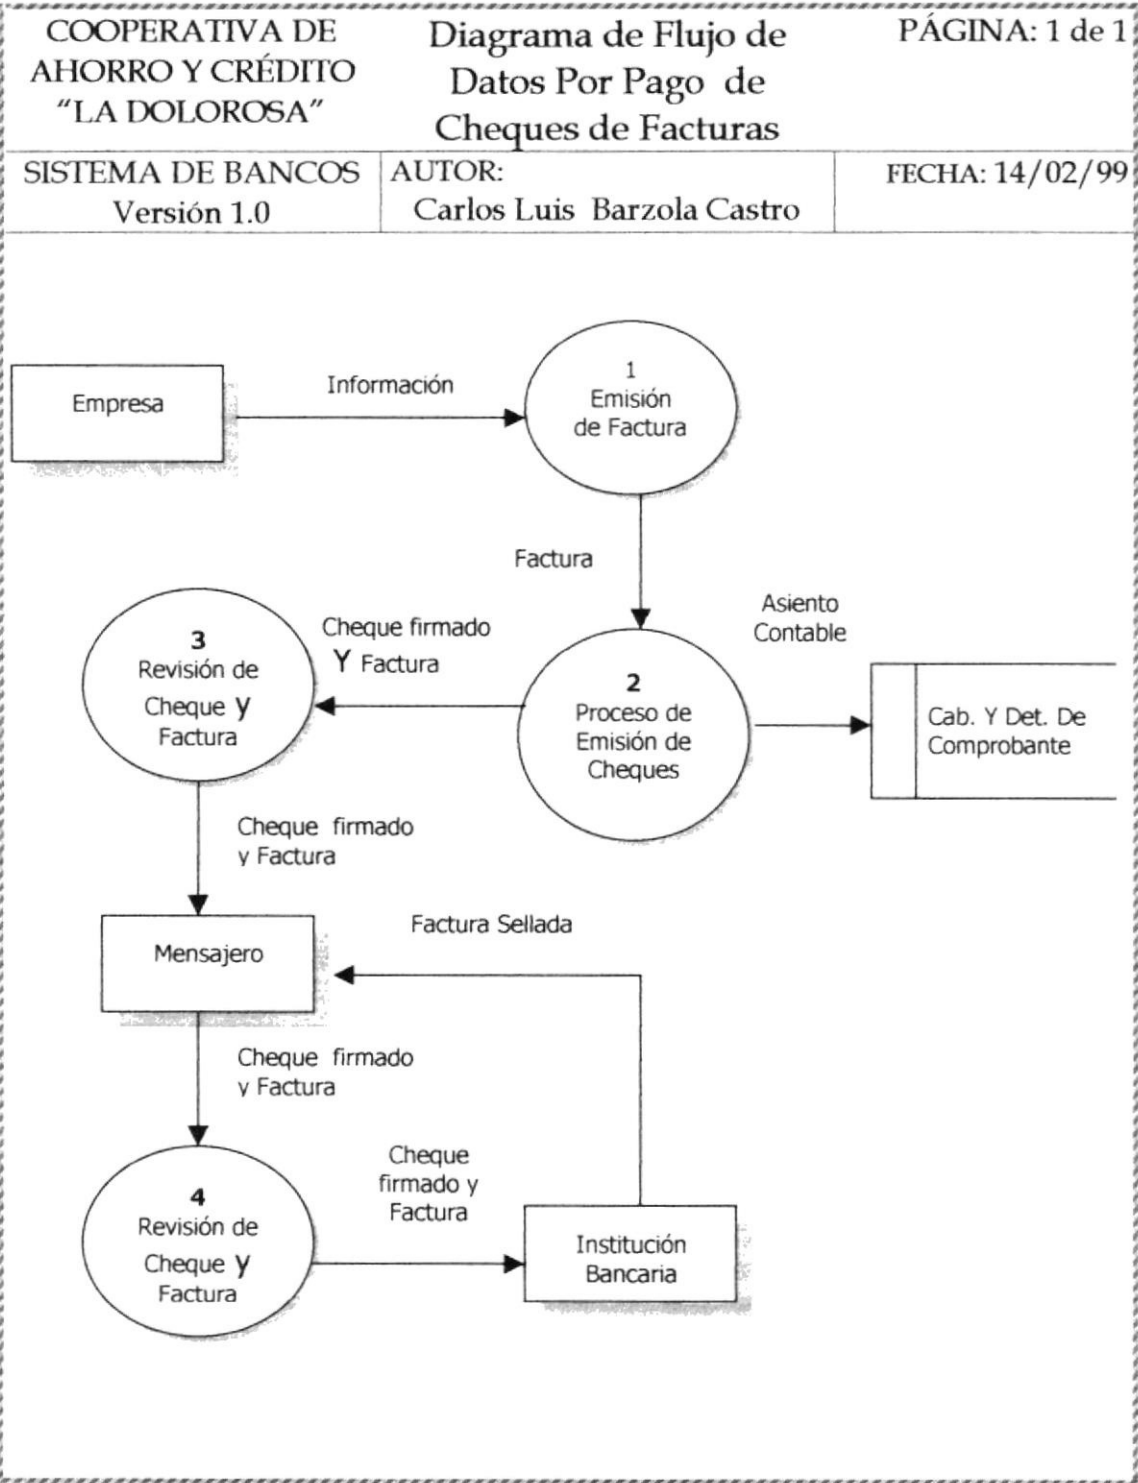 COOPERATIVA DE
AHORRO Y CRÉDITO
“LA DOLOROSA”
Diagrama de Flujo de
Datos Por Pago de
Cheques de Facturas
PÁGINA: 1 de 1
SISTEMA DE BANCOS
Versión 1.0
AUTOR:
Carlos Luis Barzola Castro
FECHA: 14/02/99
Empresa
Información
1
Emisión
de Factura
Factura
Asiento
Contable
3
Revisión de
Cheque y
Factura
Cheque firmado
Y Factura
2
Proceso de
Emisión de
Cheques
Cab. Y Det. De
Comprobante
Cheque firmado
y Factura
Mensajero
Factura Sellada
Cheque firmado
y Factura
4
Revisión de
Cheque y
Factura
Cheque
firmado y
Factura
Institución
Bancaria